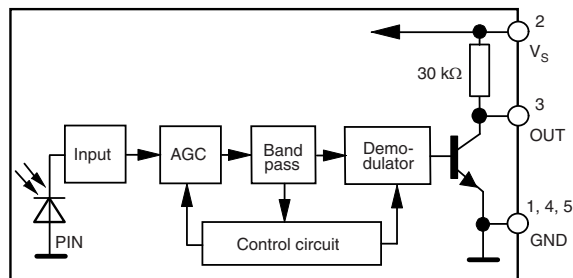 2
V_S
30 kΩ
3
OUT
Input
AGC
Band
pass
Demo-
dulator
1, 4, 5
GND
PIN
Control circuit